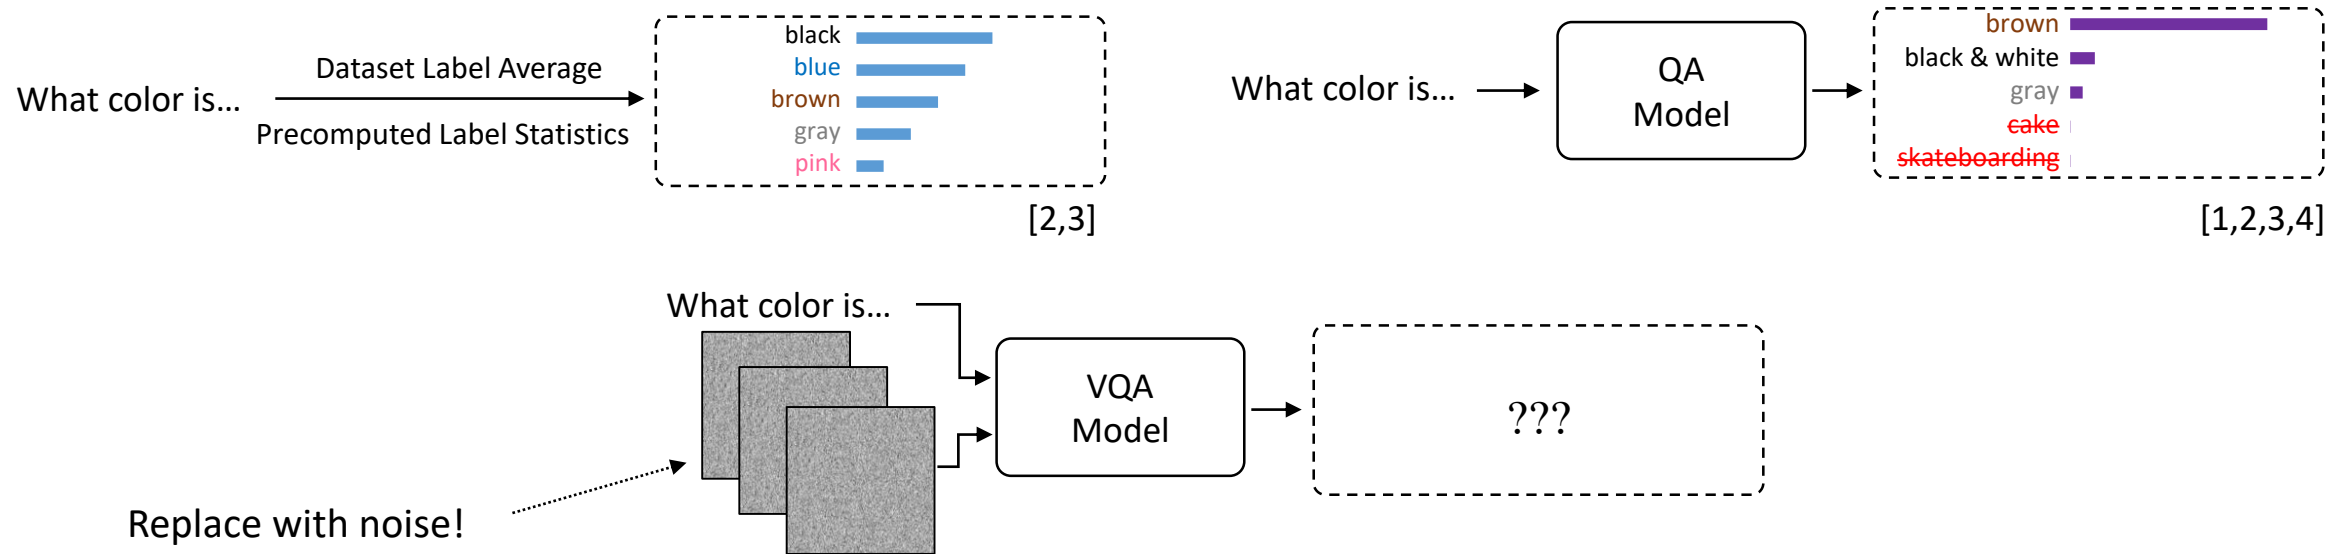 What color is...
Dataset Label Average
Precomputed Label Statistics
black
blue
brown
gray
pink
[2,3]
What color is...
QA
Model
brown
black & white
gray
cake
skateboarding
[1,2,3,4]
What color is...
VQA
Model
???
Replace with noise!